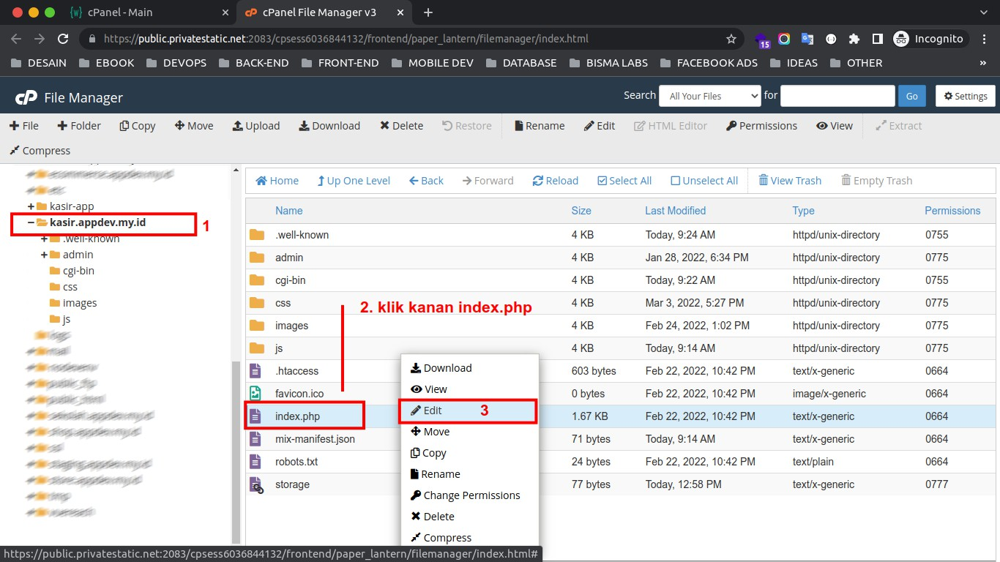 cPanel - Main
cPanel File Manager v3
https://public.privatestatic.net:2083/cpsess6036844132/frontend/paper_lantern/filemanager/index.html
15
Incognito
DESAIN
EBOOK
DEVOPS
BACK-END
FRONT-END
MOBILE DEV
DATABASE
BISMA LABS
FACEBOOK ADS
IDEAS
OTHER
»
cP File Manager
Search All Your Files for Go Settings
File Folder Copy Move Upload Download Delete Restore Rename Edit HTML Editor Permissions View Extract
Compress
kasir-app
kasir.appdev.my.id 1
.well-known
admin
cgi-bin
css
images
js
Home Up One Level Back Forward Reload Select All Unselect All View Trash Empty Trash
Name Size Last Modified Type Permissions
.well-known 4 KB Today, 9:24 AM httpd/unix-directory 0755
admin 4 KB Jan 28, 2022, 6:34 PM httpd/unix-directory 0775
cgi-bin 4 KB Today, 9:22 AM httpd/unix-directory 0755
css 4 KB Mar 3, 2022, 5:27 PM httpd/unix-directory 0775
2. klik kanan index.php
images 4 KB Feb 24, 2022, 1:02 PM httpd/unix-directory 0775
js 4 KB Today, 9:14 AM httpd/unix-directory 0775
.htaccess 603 bytes Feb 22, 2022, 10:42 PM text/x-generic 0664
favicon.ico 0 bytes Feb 22, 2022, 10:42 PM image/x-generic 0664
index.php 1.67 KB Feb 22, 2022, 10:42 PM text/x-generic 0664
mix-manifest.json 71 bytes Today, 9:14 AM text/x-generic 0664
robots.txt 24 bytes Feb 22, 2022, 10:42 PM text/plain 0664
storage 77 bytes Today, 12:58 PM text/x-generic 0777
Download
View
Edit 3
Move
Copy
Rename
Change Permissions
Delete
Compress
https://public.privatestatic.net:2083/cpsess6036844132/frontend/paper_lantern/filemanager/index.html#